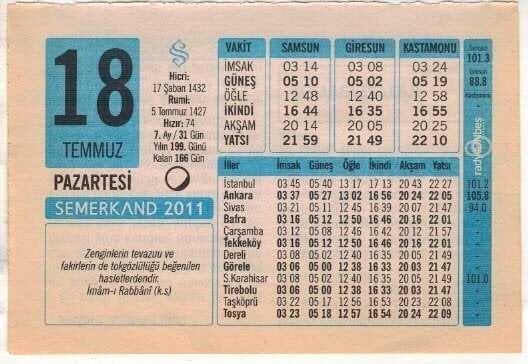 18
TEMMUZ
PAZARTESİ
SEMERKAND 2011
Hicri:
17 Şaban 1432
Rumi:
5 Temmuz 1427
Hızır: 74
7. Ay / 31 Gün
Yılın 199. Günü
Kalan 166 Gün
Zenginlerin tevazuu ve
fakirlerin de tokgözlülüğü beğenilen
hasletlerdendir.
İmâm-ı Rabbânî (k.s)
VAKİT SAMSUN GİRESUN KASTAMONU
İMSAK 03 14 03 08 03 24
GÜNEŞ 05 10 05 02 05 19
ÖĞLE 12 48 12 40 12 58
İKİNDİ 16 44 16 35 16 55
AKŞAM 20 14 20 05 20 25
YATSI 21 59 21 49 22 10
İller İmsak Güneş Öğle İkindi Akşam Yatsı
İstanbul 03 45 05 40 13 17 17 13 20 43 22 27
Ankara 03 37 05 27 13 02 16 56 20 24 22 05
Sivas 03 21 05 11 12 45 16 39 20 07 21 47
Bafra 03 16 05 12 12 50 16 46 20 16 22 01
Çarşamba 03 12 05 08 12 46 16 42 20 12 21 57
Tekkeköy 03 16 05 12 12 50 16 46 20 16 22 01
Dereli 03 08 05 02 12 40 16 35 20 05 21 49
Görele 03 06 05 00 12 38 16 33 20 03 21 47
S.Karahisar 03 08 05 02 12 40 16 35 20 05 21 49
Tirebolu 03 06 05 00 12 38 16 33 20 03 21 47
Taşköprü 03 22 05 17 12 56 16 53 20 23 22 08
Tosya 03 23 05 18 12 57 16 54 20 24 22 09
Samsun
101.3
Giresun
88.8
Kastamonu
101.2
105.8
94.0
101.0